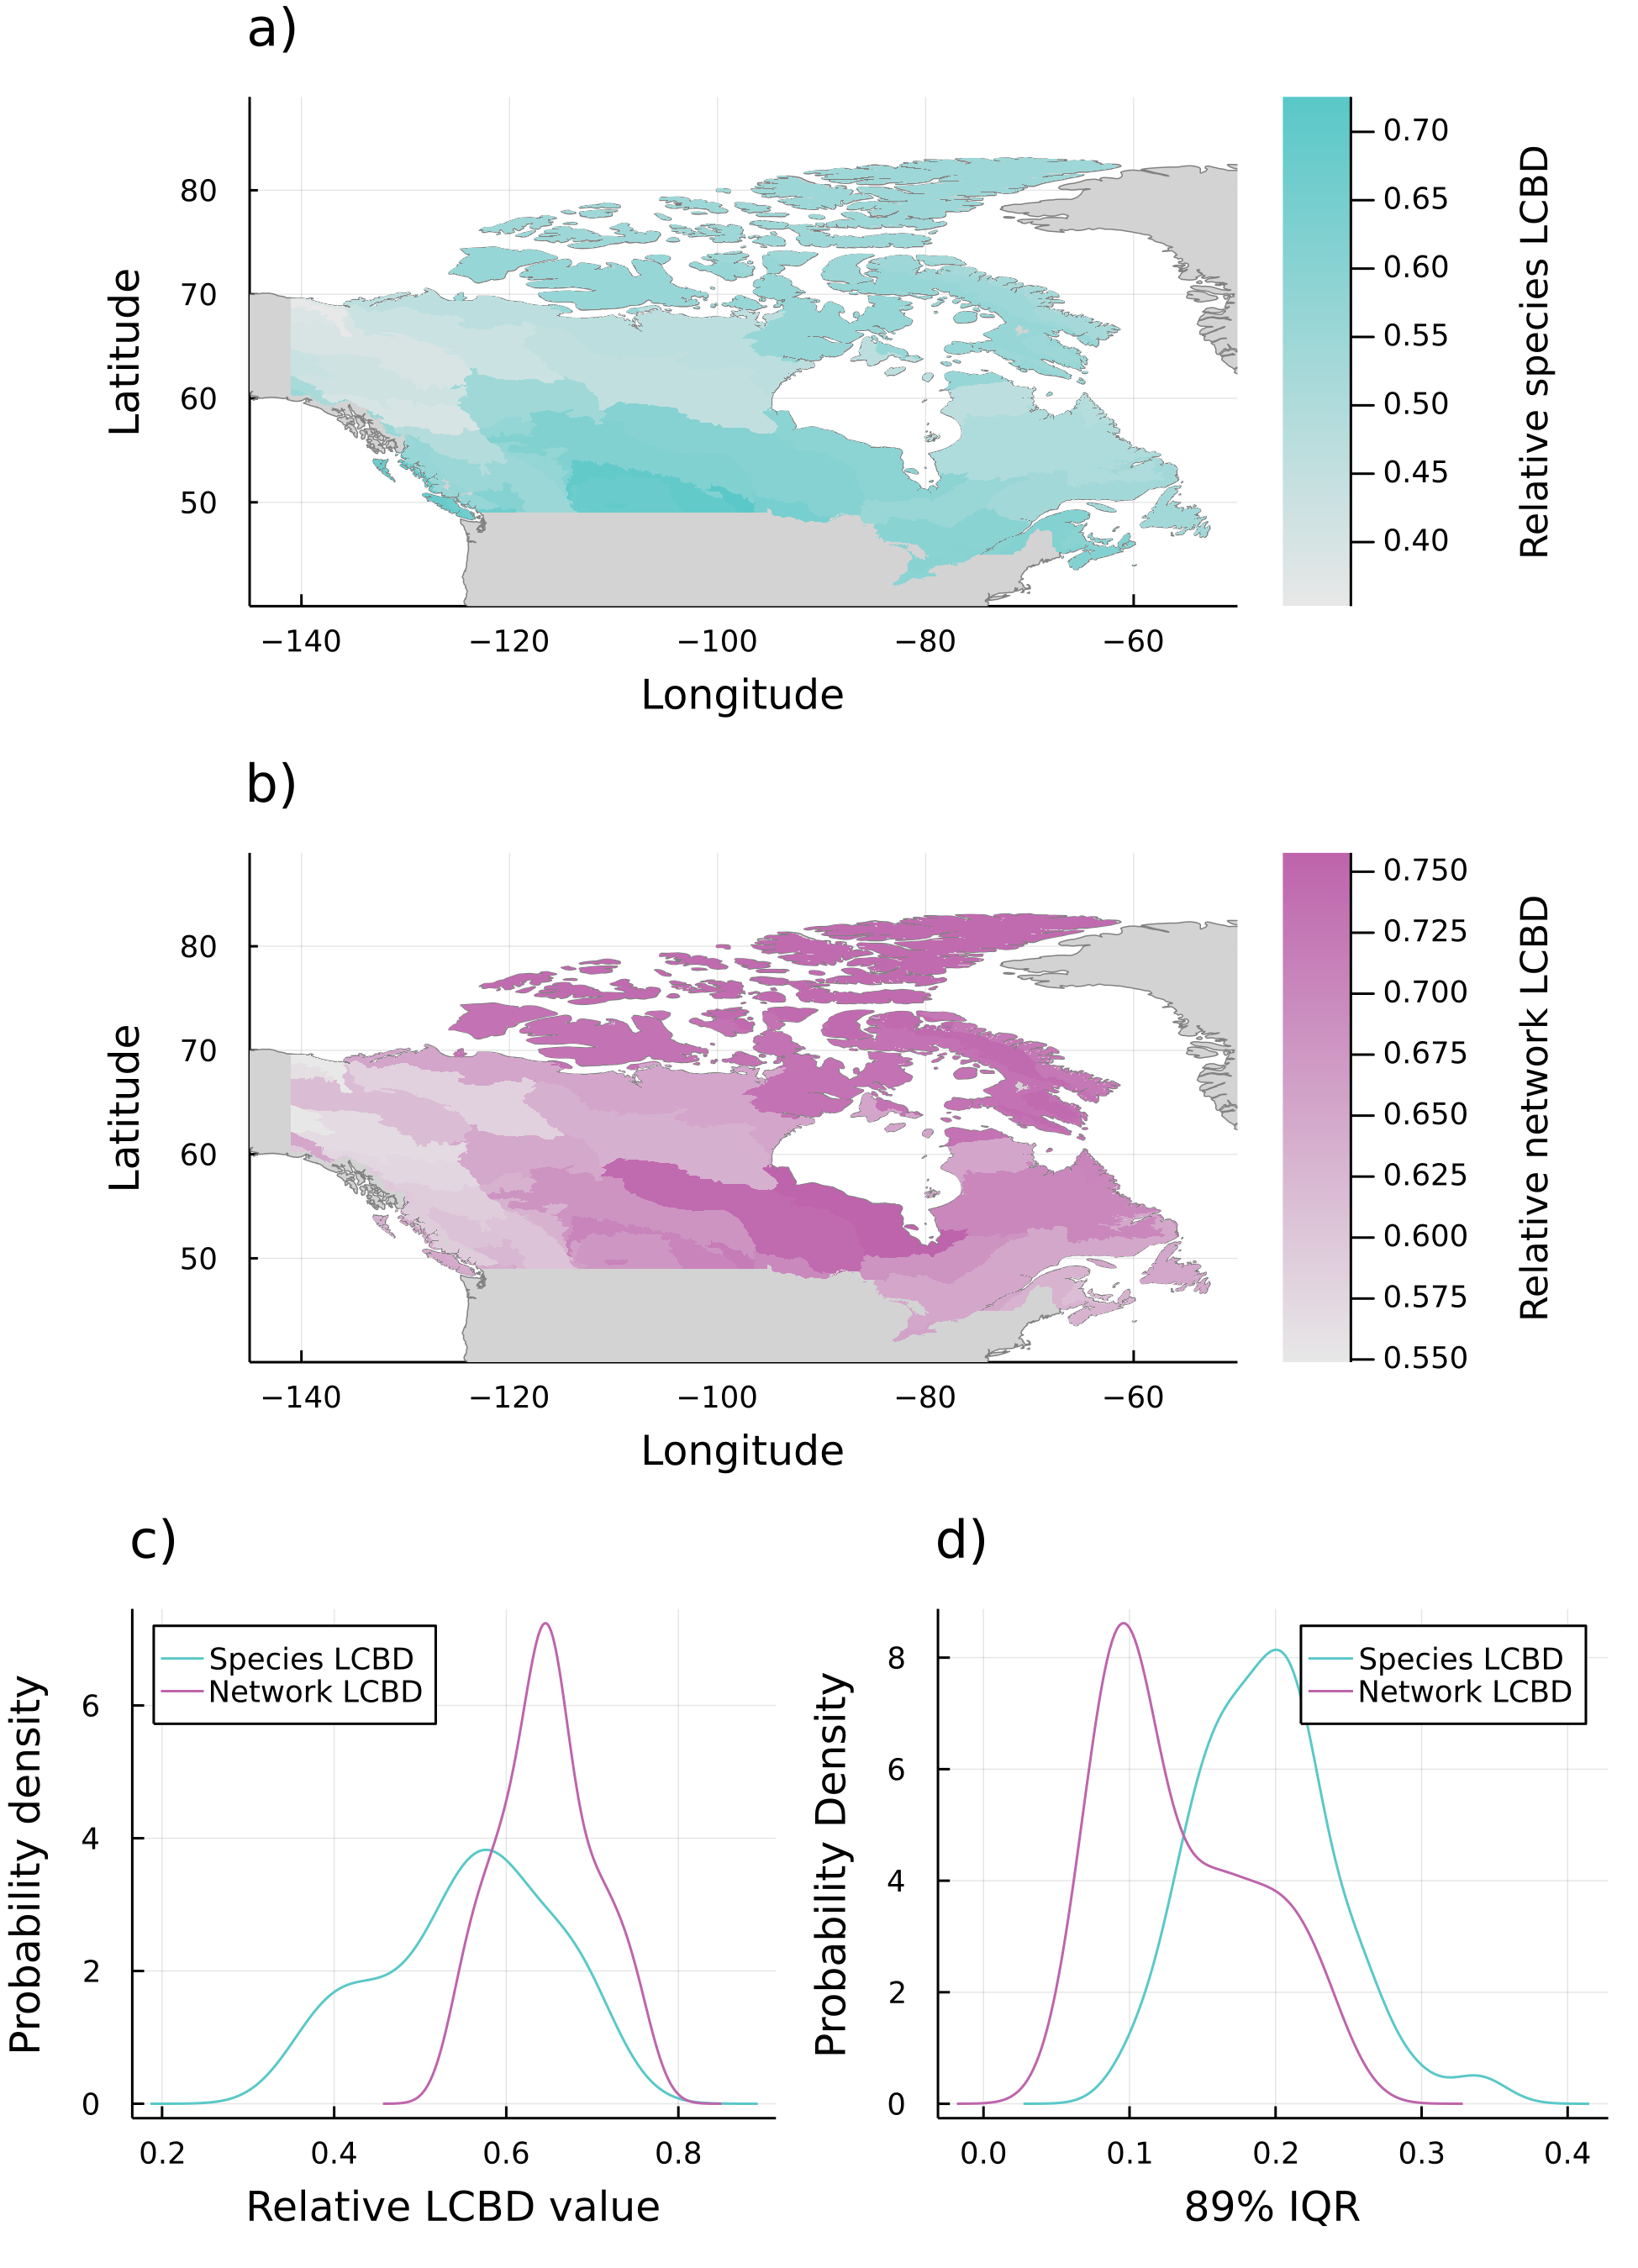 a)
80
70
60
50
Latitude
−140 −120 −100 −80 −60
Longitude
0.70
0.65
0.60
0.55
0.50
0.45
0.40
Relative species LCBD
b)
80
70
60
50
Latitude
−140 −120 −100 −80 −60
Longitude
0.750
0.725
0.700
0.675
0.650
0.625
0.600
0.575
0.550
Relative network LCBD
c)
Species LCBD
Network LCBD
6
4
2
0
Probability density
0.2 0.4 0.6 0.8
Relative LCBD value
d)
Species LCBD
Network LCBD
8
6
4
2
0
Probability Density
0.0 0.1 0.2 0.3 0.4
89% IQR